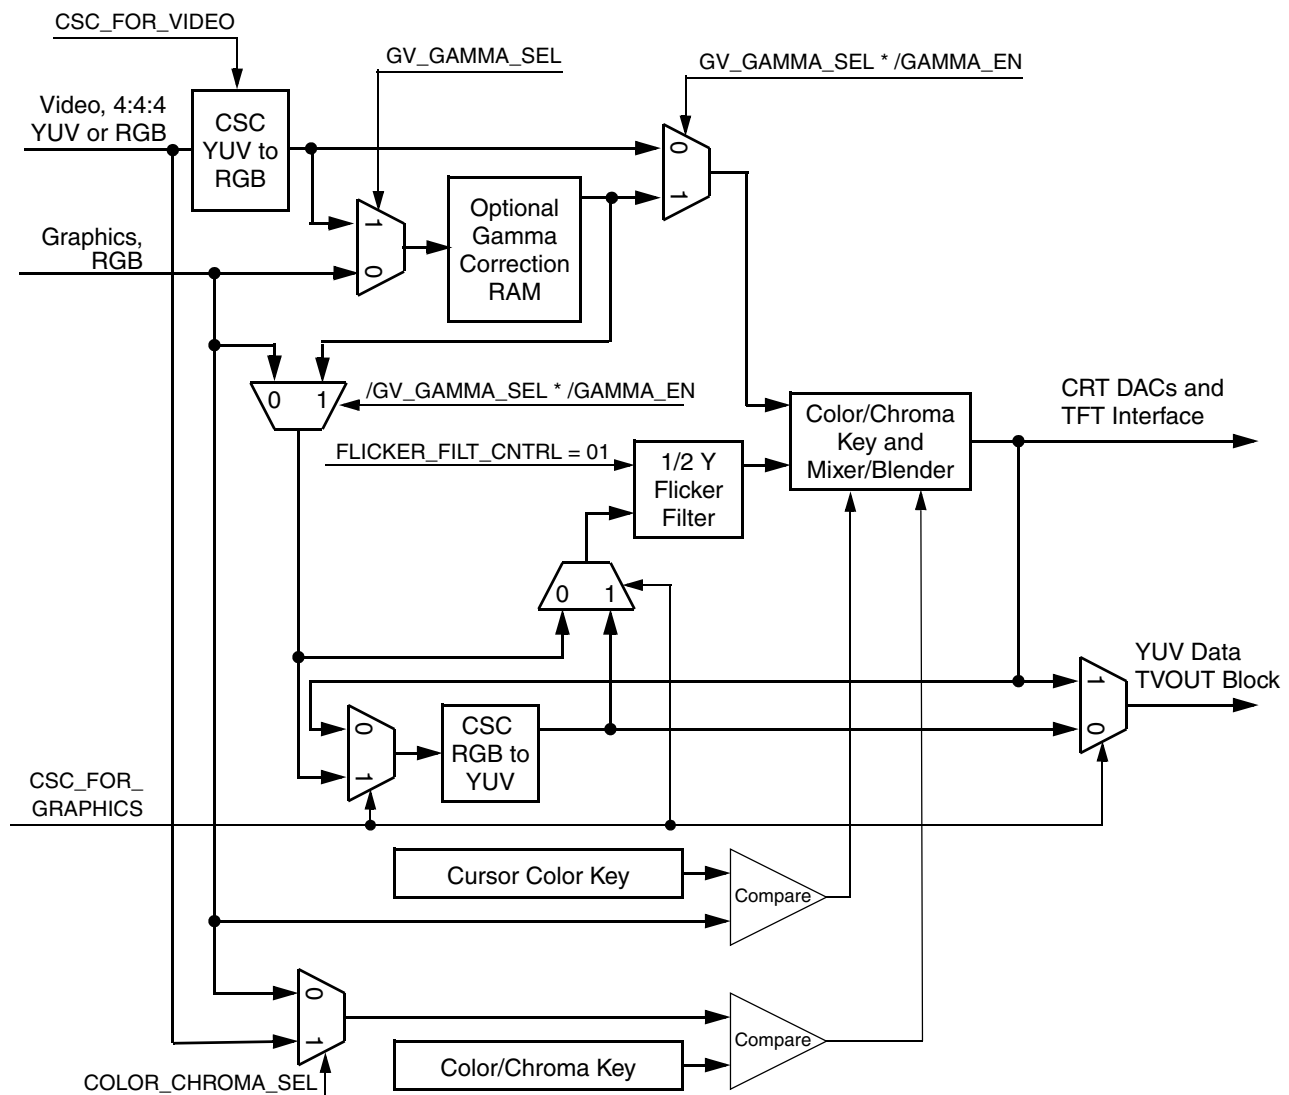 CSC_FOR_VIDEO
GV_GAMMA_SEL
GV_GAMMA_SEL * /GAMMA_EN
Video, 4:4:4
YUV or RGB
CSC
YUV to
RGB
0
1
Optional
Gamma
Correction
RAM
1
0
Graphics,
RGB
0 1
/GV_GAMMA_SEL * /GAMMA_EN
Color/Chroma
Key and
Mixer/Blender
CRT DACs and
TFT Interface
FLICKER_FILT_CNTRL = 01
1/2 Y
Flicker
Filter
0 1
YUV Data
TVOUT Block
1
0
0
1
CSC
RGB to
YUV
CSC_FOR_
GRAPHICS
Cursor Color Key
Compare
0
1
Compare
Color/Chroma Key
COLOR_CHROMA_SEL